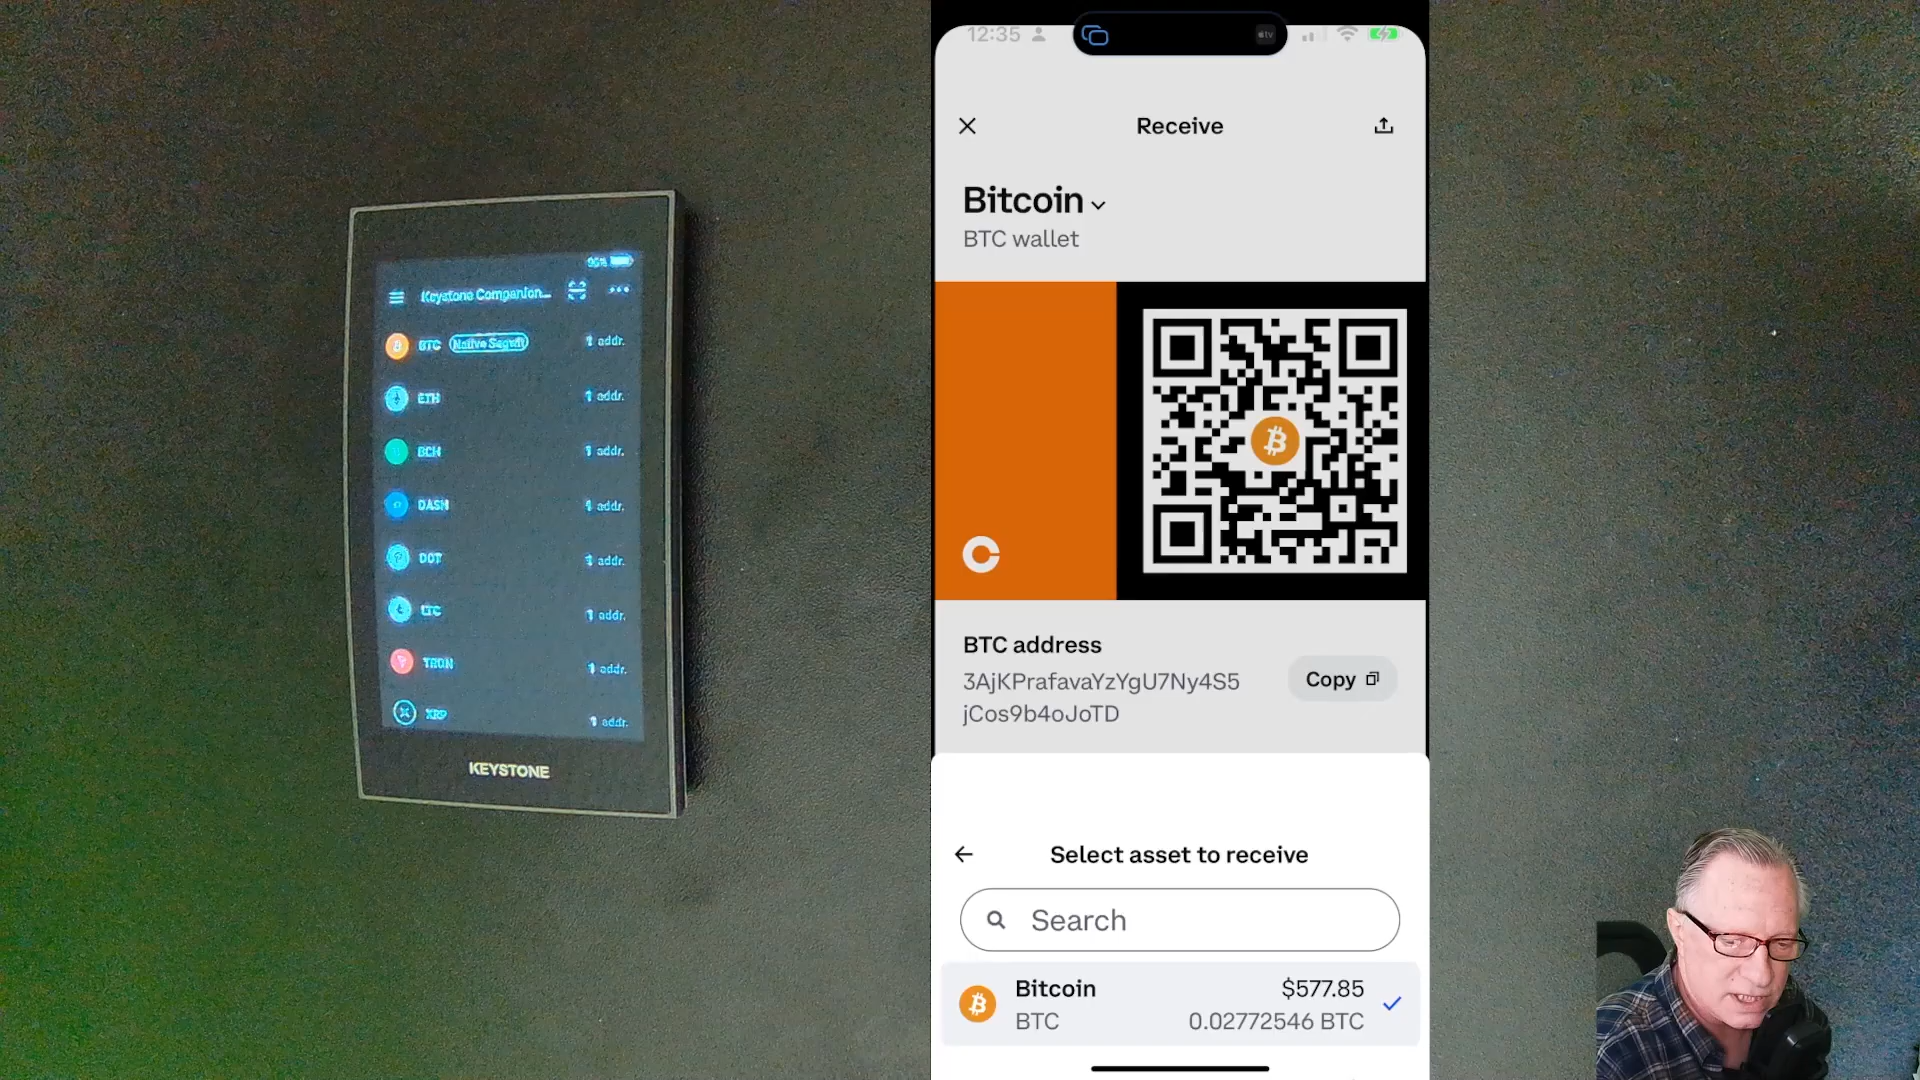 96%
Keystone Companion...
BTC Native Segwit 1 addr.
ETH 1 addr.
BCH 1 addr.
DASH 1 addr.
DOT 1 addr.
LTC 1 addr.
TRON 1 addr.
XRP 1 addr.
KEYSTONE
12:35
tv
Receive
Bitcoin
BTC wallet
BTC address
3AjKPrafavaYzYgU7Ny4S5
jCos9b4oJoTD
Copy
Select asset to receive
Search
Bitcoin $577.85
BTC 0.02772546 BTC